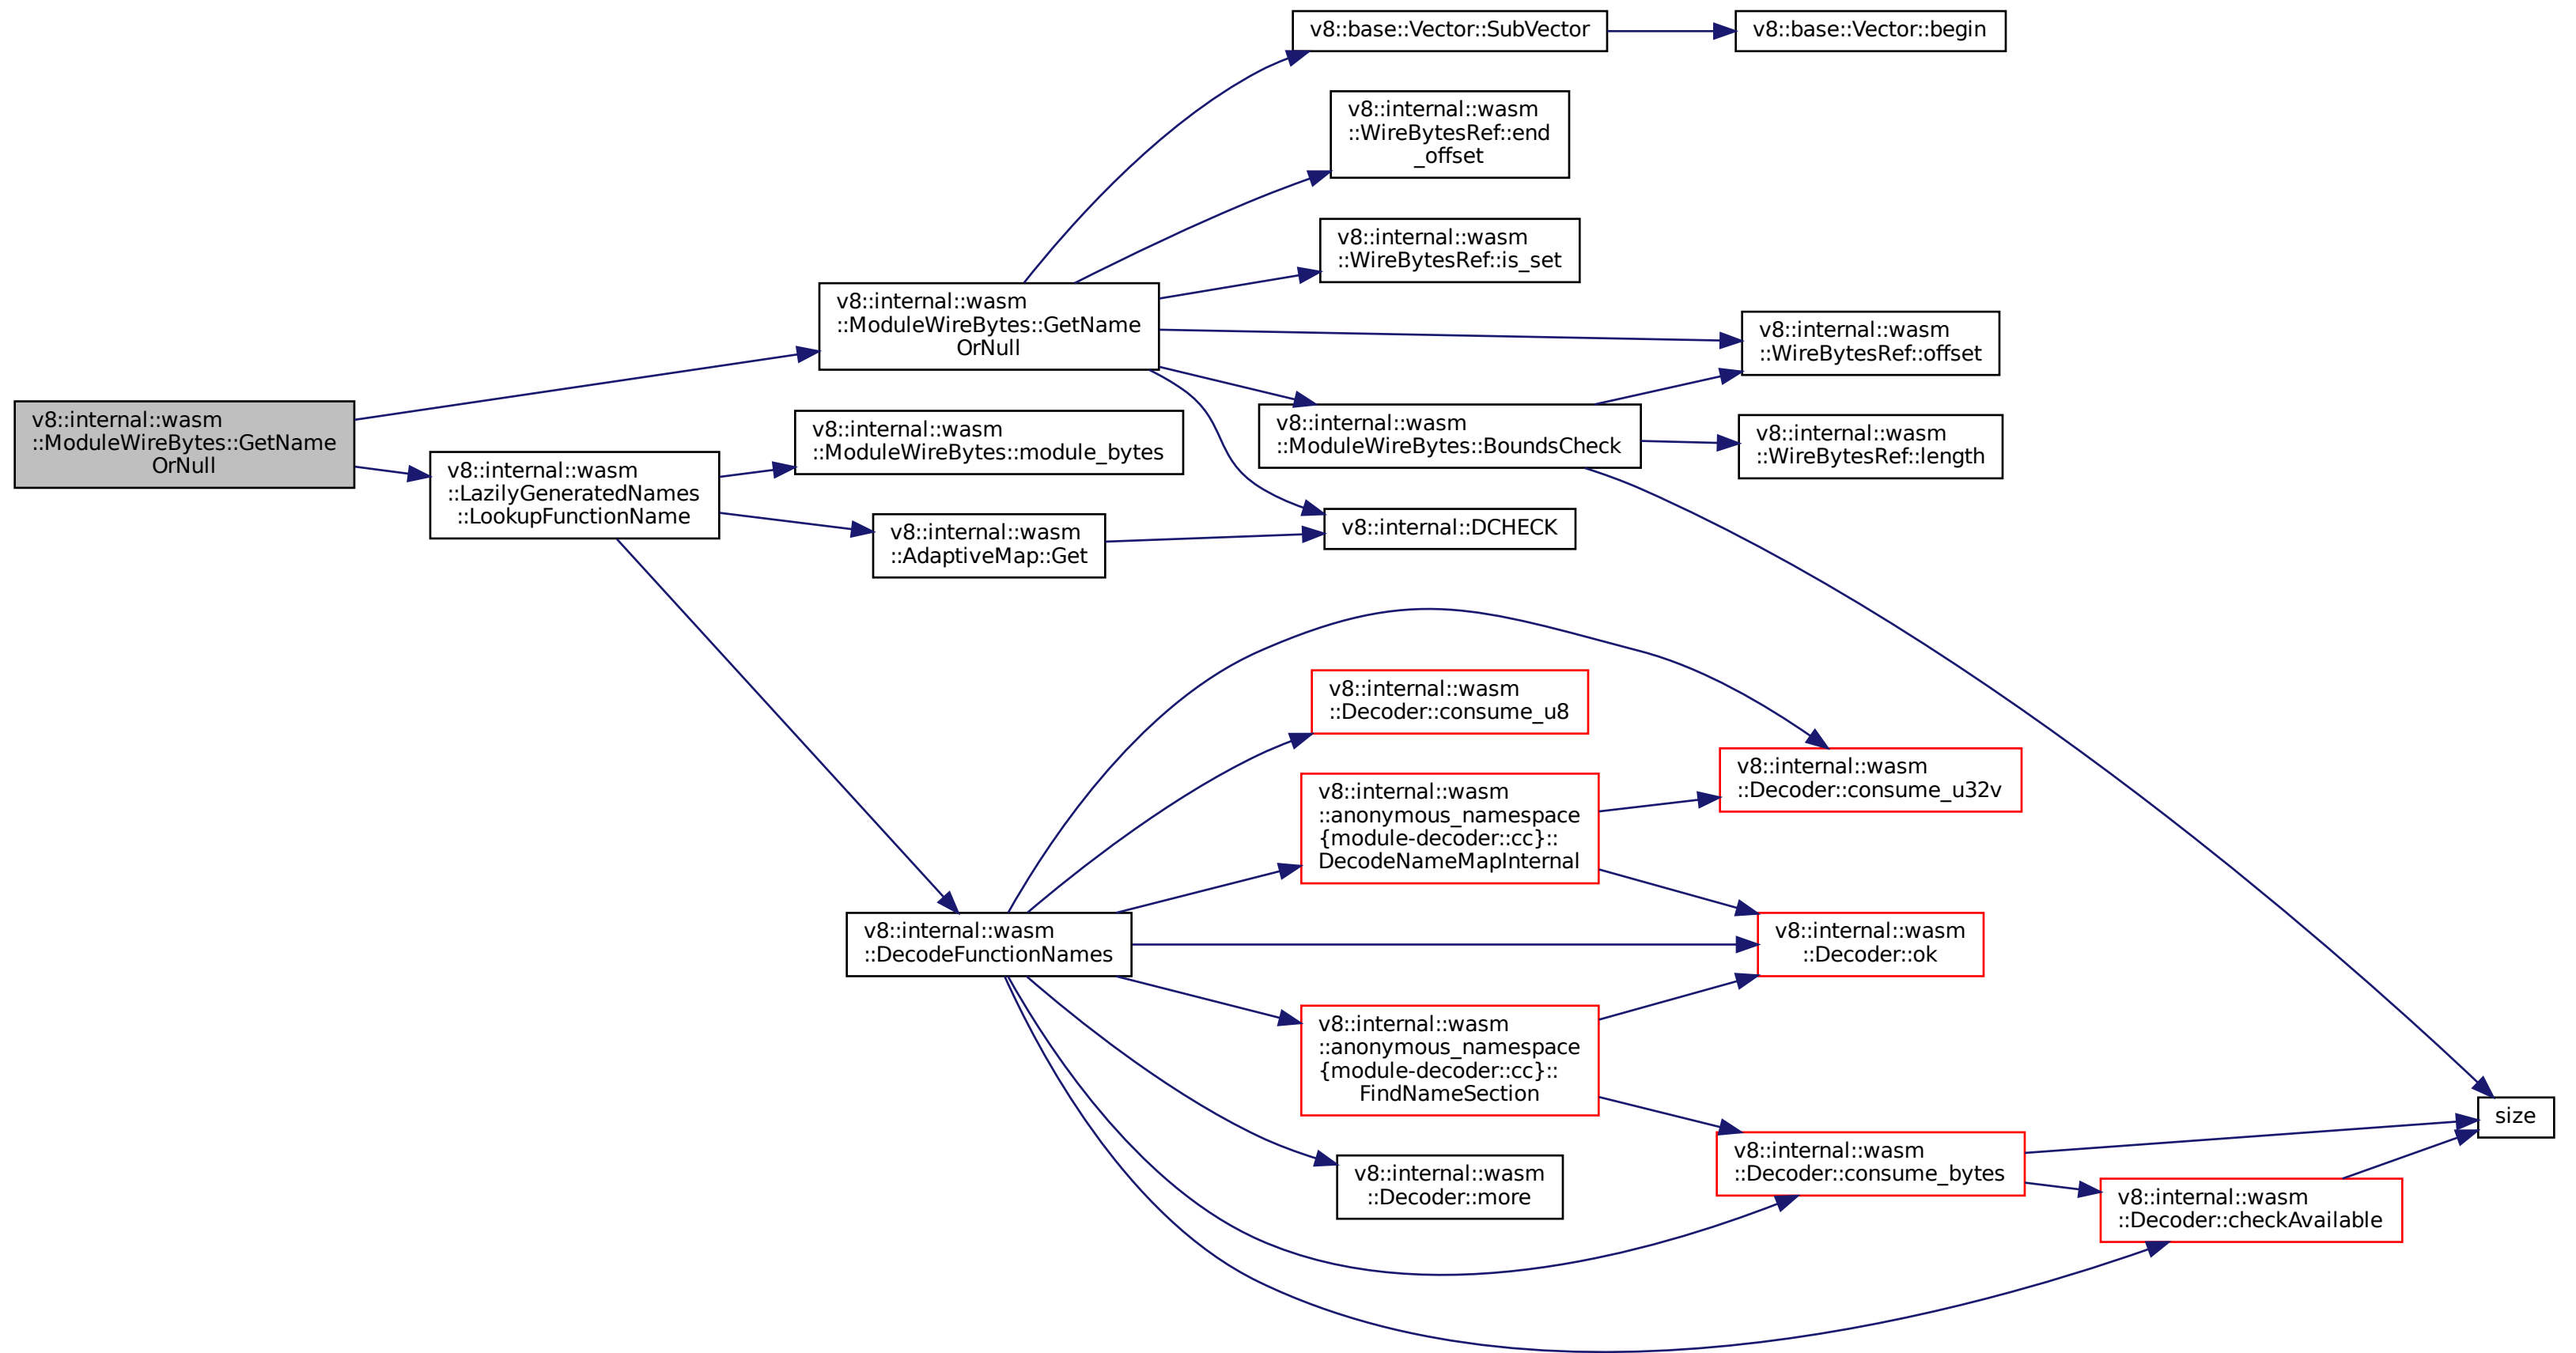 v8::base::Vector::SubVector
v8::base::Vector::begin
v8::internal::wasm
::WireBytesRef::end
_offset
v8::internal::wasm
::WireBytesRef::is_set
v8::internal::wasm
::ModuleWireBytes::GetName
OrNull
v8::internal::wasm
::WireBytesRef::offset
v8::internal::wasm
::ModuleWireBytes::GetName
OrNull
v8::internal::wasm
::ModuleWireBytes::module_bytes
v8::internal::wasm
::ModuleWireBytes::BoundsCheck
v8::internal::wasm
::WireBytesRef::length
v8::internal::wasm
::LazilyGeneratedNames
::LookupFunctionName
v8::internal::wasm
::AdaptiveMap::Get
v8::internal::DCHECK
v8::internal::wasm
::Decoder::consume_u8
v8::internal::wasm
::Decoder::consume_u32v
v8::internal::wasm
::anonymous_namespace
{module-decoder::cc}::
DecodeNameMapInternal
v8::internal::wasm
::DecodeFunctionNames
v8::internal::wasm
::Decoder::ok
v8::internal::wasm
::anonymous_namespace
{module-decoder::cc}::
FindNameSection
size
v8::internal::wasm
::Decoder::consume_bytes
v8::internal::wasm
::Decoder::more
v8::internal::wasm
::Decoder::checkAvailable